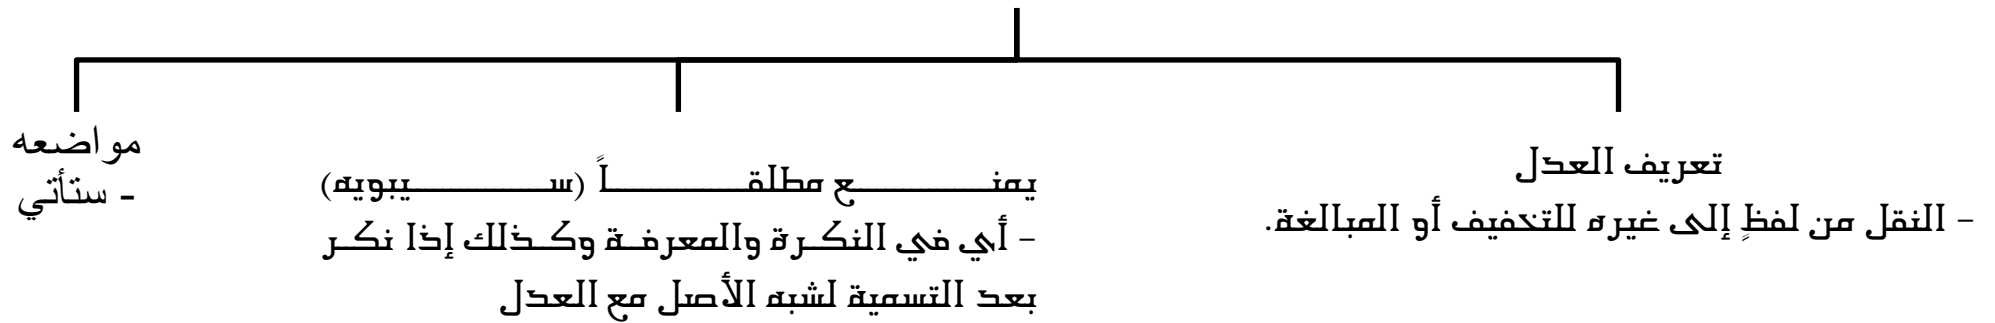 تعريف العدل
- النقل من لفظٍ إلى غيره للتخفيف أو المبالغة.
يمنع مطلقاً (سيبويه)
- أي في النكرة والمعرفة وكذلك إذا نكر
بعد التسمية لشبه الأصل مع العدل
مواضعه
- ستأتي